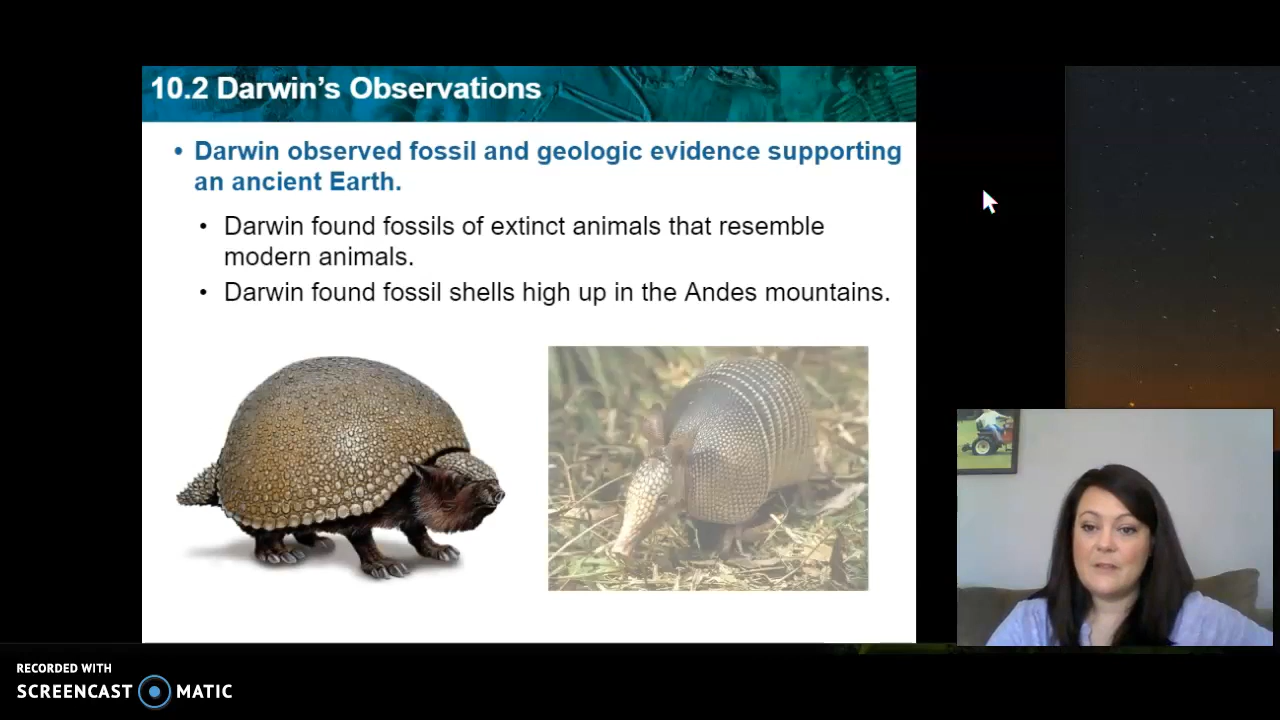 10.2 Darwin's Observations
• Darwin observed fossil and geologic evidence supporting
an ancient Earth.
• Darwin found fossils of extinct animals that resemble
modern animals.
• Darwin found fossil shells high up in the Andes mountains.
RECORDED WITH
SCREENCAST MATIC